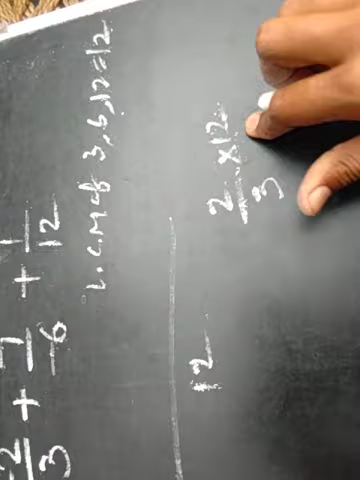 2/3 + 1/6 + 1/12
L.C.M of 3,6,12=12
2/3 x 12
12